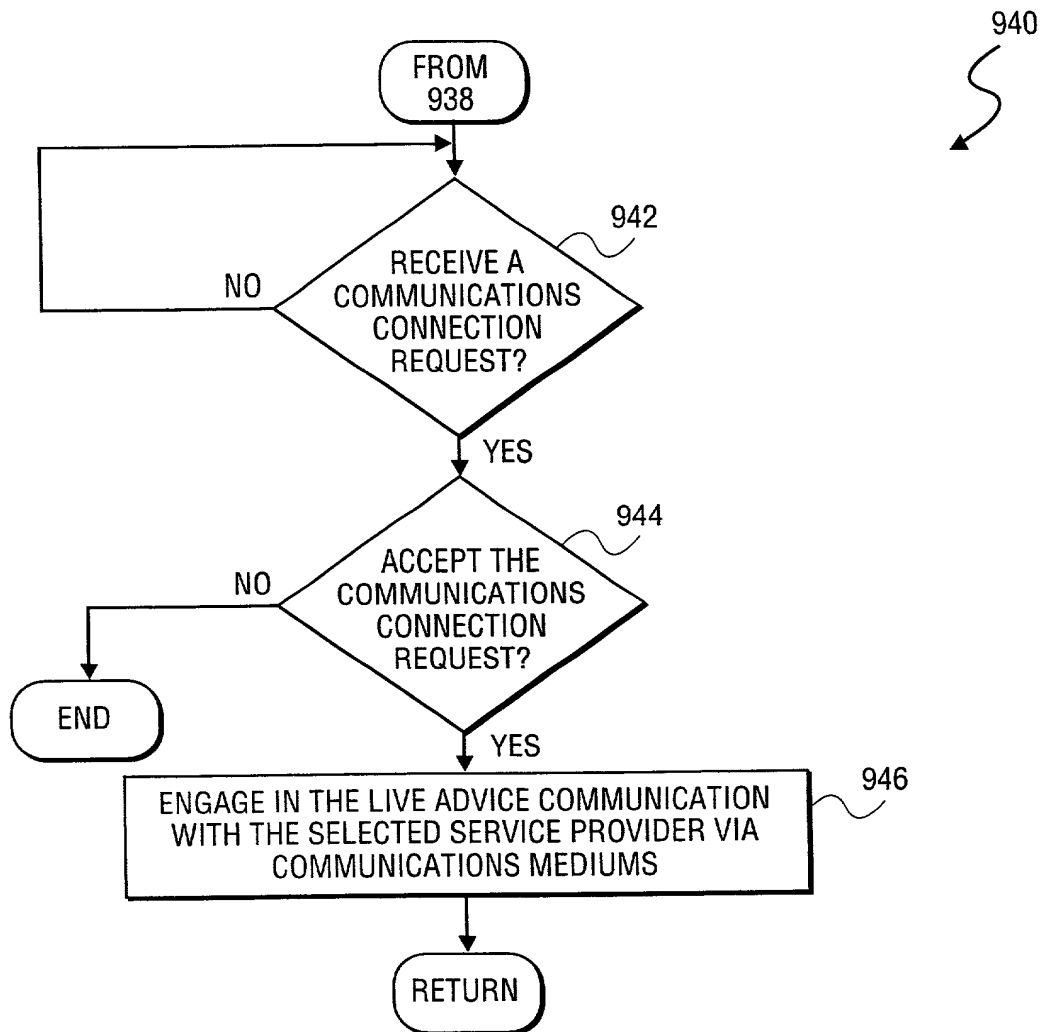 940
FROM
938
942
RECEIVE A
COMMUNICATIONS
CONNECTION
REQUEST?
NO
YES
944
ACCEPT THE
COMMUNICATIONS
CONNECTION
REQUEST?
NO
END
YES
946
ENGAGE IN THE LIVE ADVICE COMMUNICATION
WITH THE SELECTED SERVICE PROVIDER VIA
COMMUNICATIONS MEDIUMS
RETURN